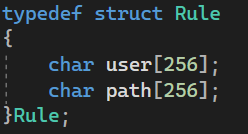 typedef struct Rule
{
    char user[256];
    char path[256];
}Rule;